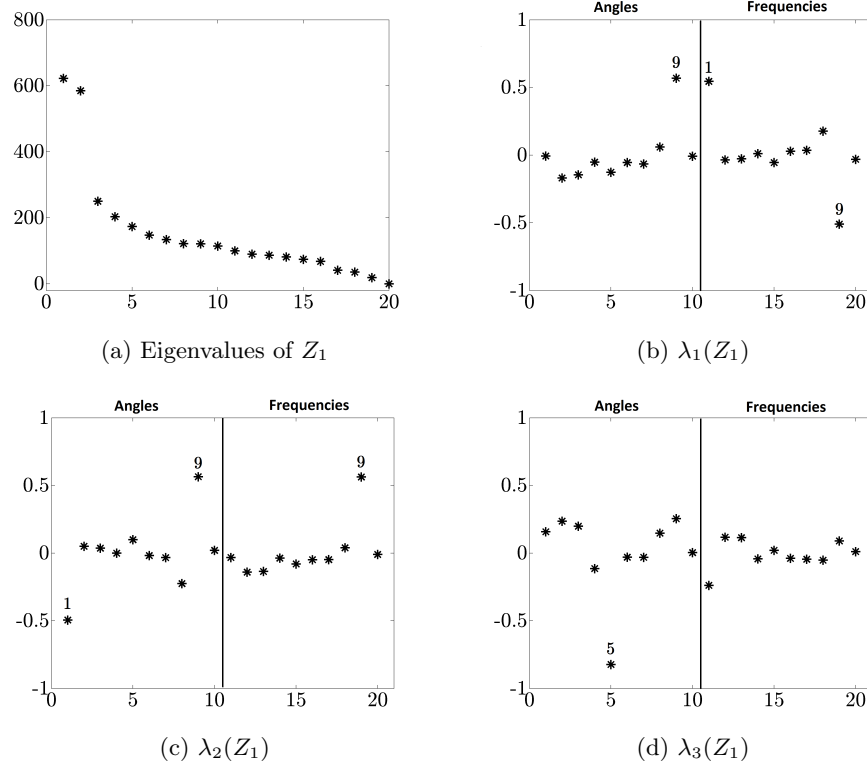 800
600
400
200
0
0 5 10 15 20
(a) Eigenvalues of Z₁
Angles Frequencies
1
0.5
0
-0.5
-1
0 5 10 15 20
9
1
9
(b) λ₁(Z₁)
Angles Frequencies
1
0.5
0
-0.5
-1
0 5 10 15 20
9
9
1
(c) λ₂(Z₁)
Angles Frequencies
1
0.5
0
-0.5
-1
0 5 10 15 20
5
(d) λ₃(Z₁)